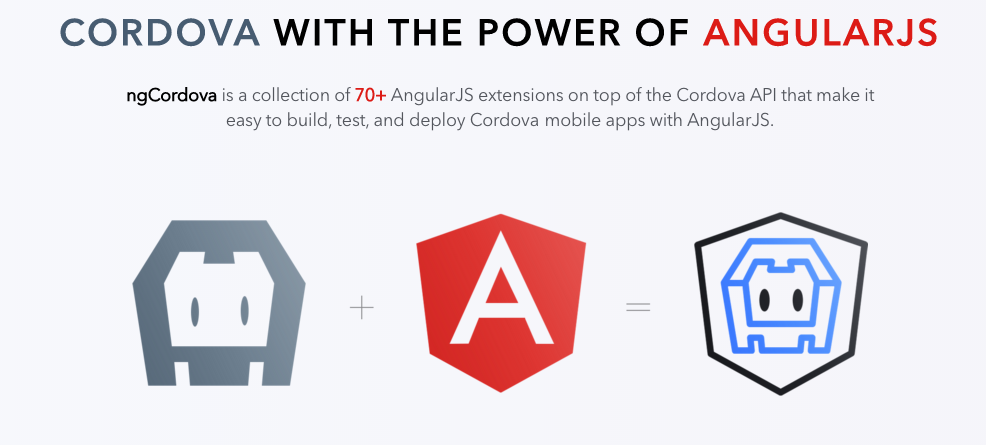 CORDOVA WITH THE POWER OF ANGULARJS
ngCordova is a collection of 70+ AngularJS extensions on top of the Cordova API that make it
easy to build, test, and deploy Cordova mobile apps with AngularJS.
+ A =